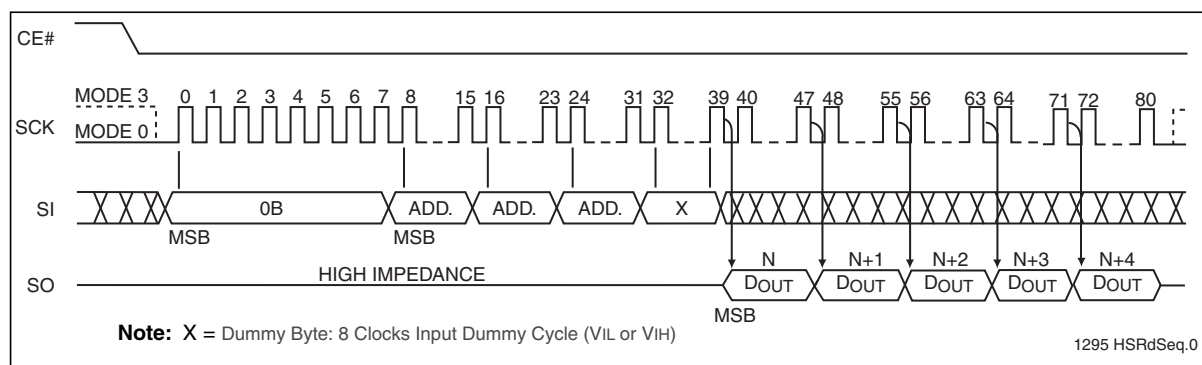 CE#
MODE 3 0 1 2 3 4 5 6 7 8 15 16 23 24 31 32 39 40 47 48 55 56 63 64 71 72 80
SCK
MODE 0
SI 0B ADD. ADD. ADD. X
MSB MSB
N N+1 N+2 N+3 N+4
SO HIGH IMPEDANCE DOUT DOUT DOUT DOUT DOUT
MSB
Note: X = Dummy Byte: 8 Clocks Input Dummy Cycle (VIL or VIH)
1295 HSRdSeq.0